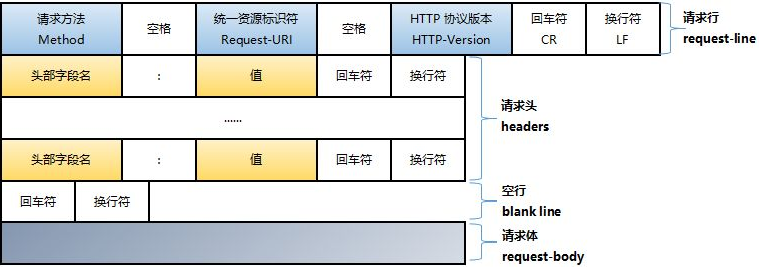 请求方法 空格 统一资源标识符 空格 HTTP 协议版本 回车符 换行符 请求行
Method Request-URI HTTP-Version CR LF request-line
头部字段名 : 值 回车符 换行符
请求头
......
headers
头部字段名 : 值 回车符 换行符
空行
回车符 换行符
blank line
请求体
request-body